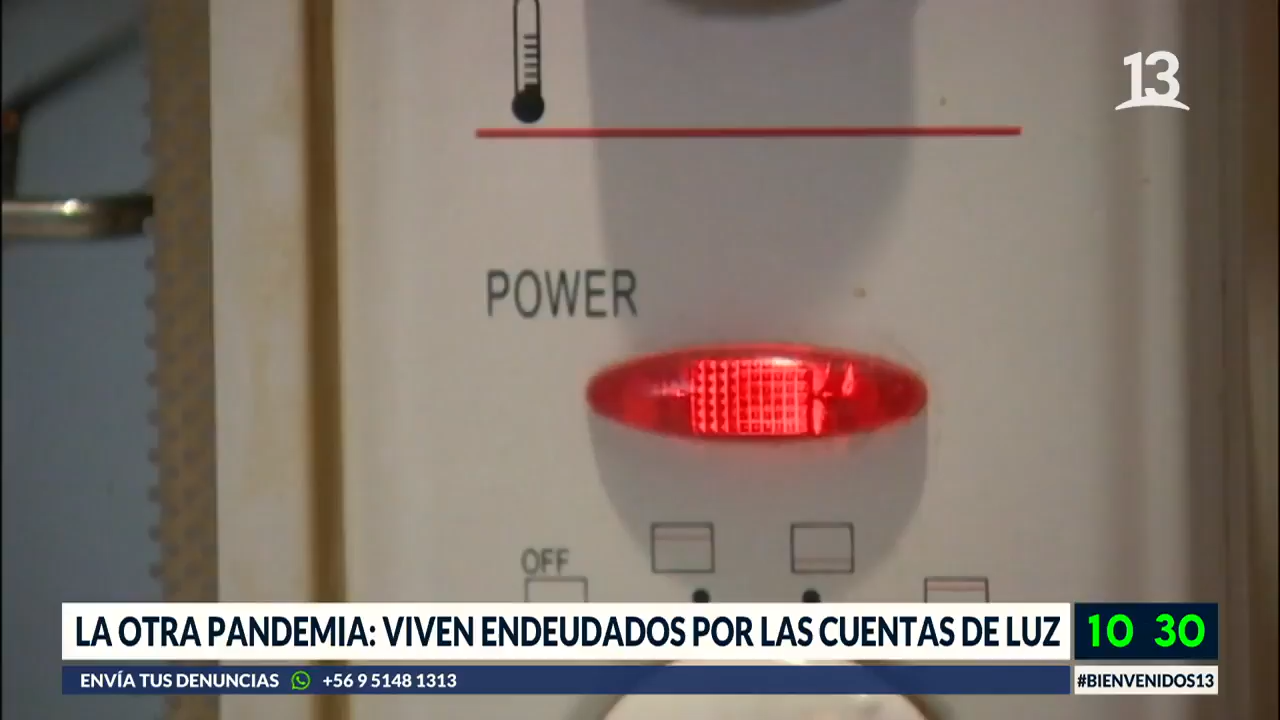 13
POWER
OFF
LA OTRA PANDEMIA: VIVEN ENDEUDADOS POR LAS CUENTAS DE LUZ
10 30
ENVÍA TUS DENUNCIAS +56 9 5148 1313
#BIENVENIDOS13